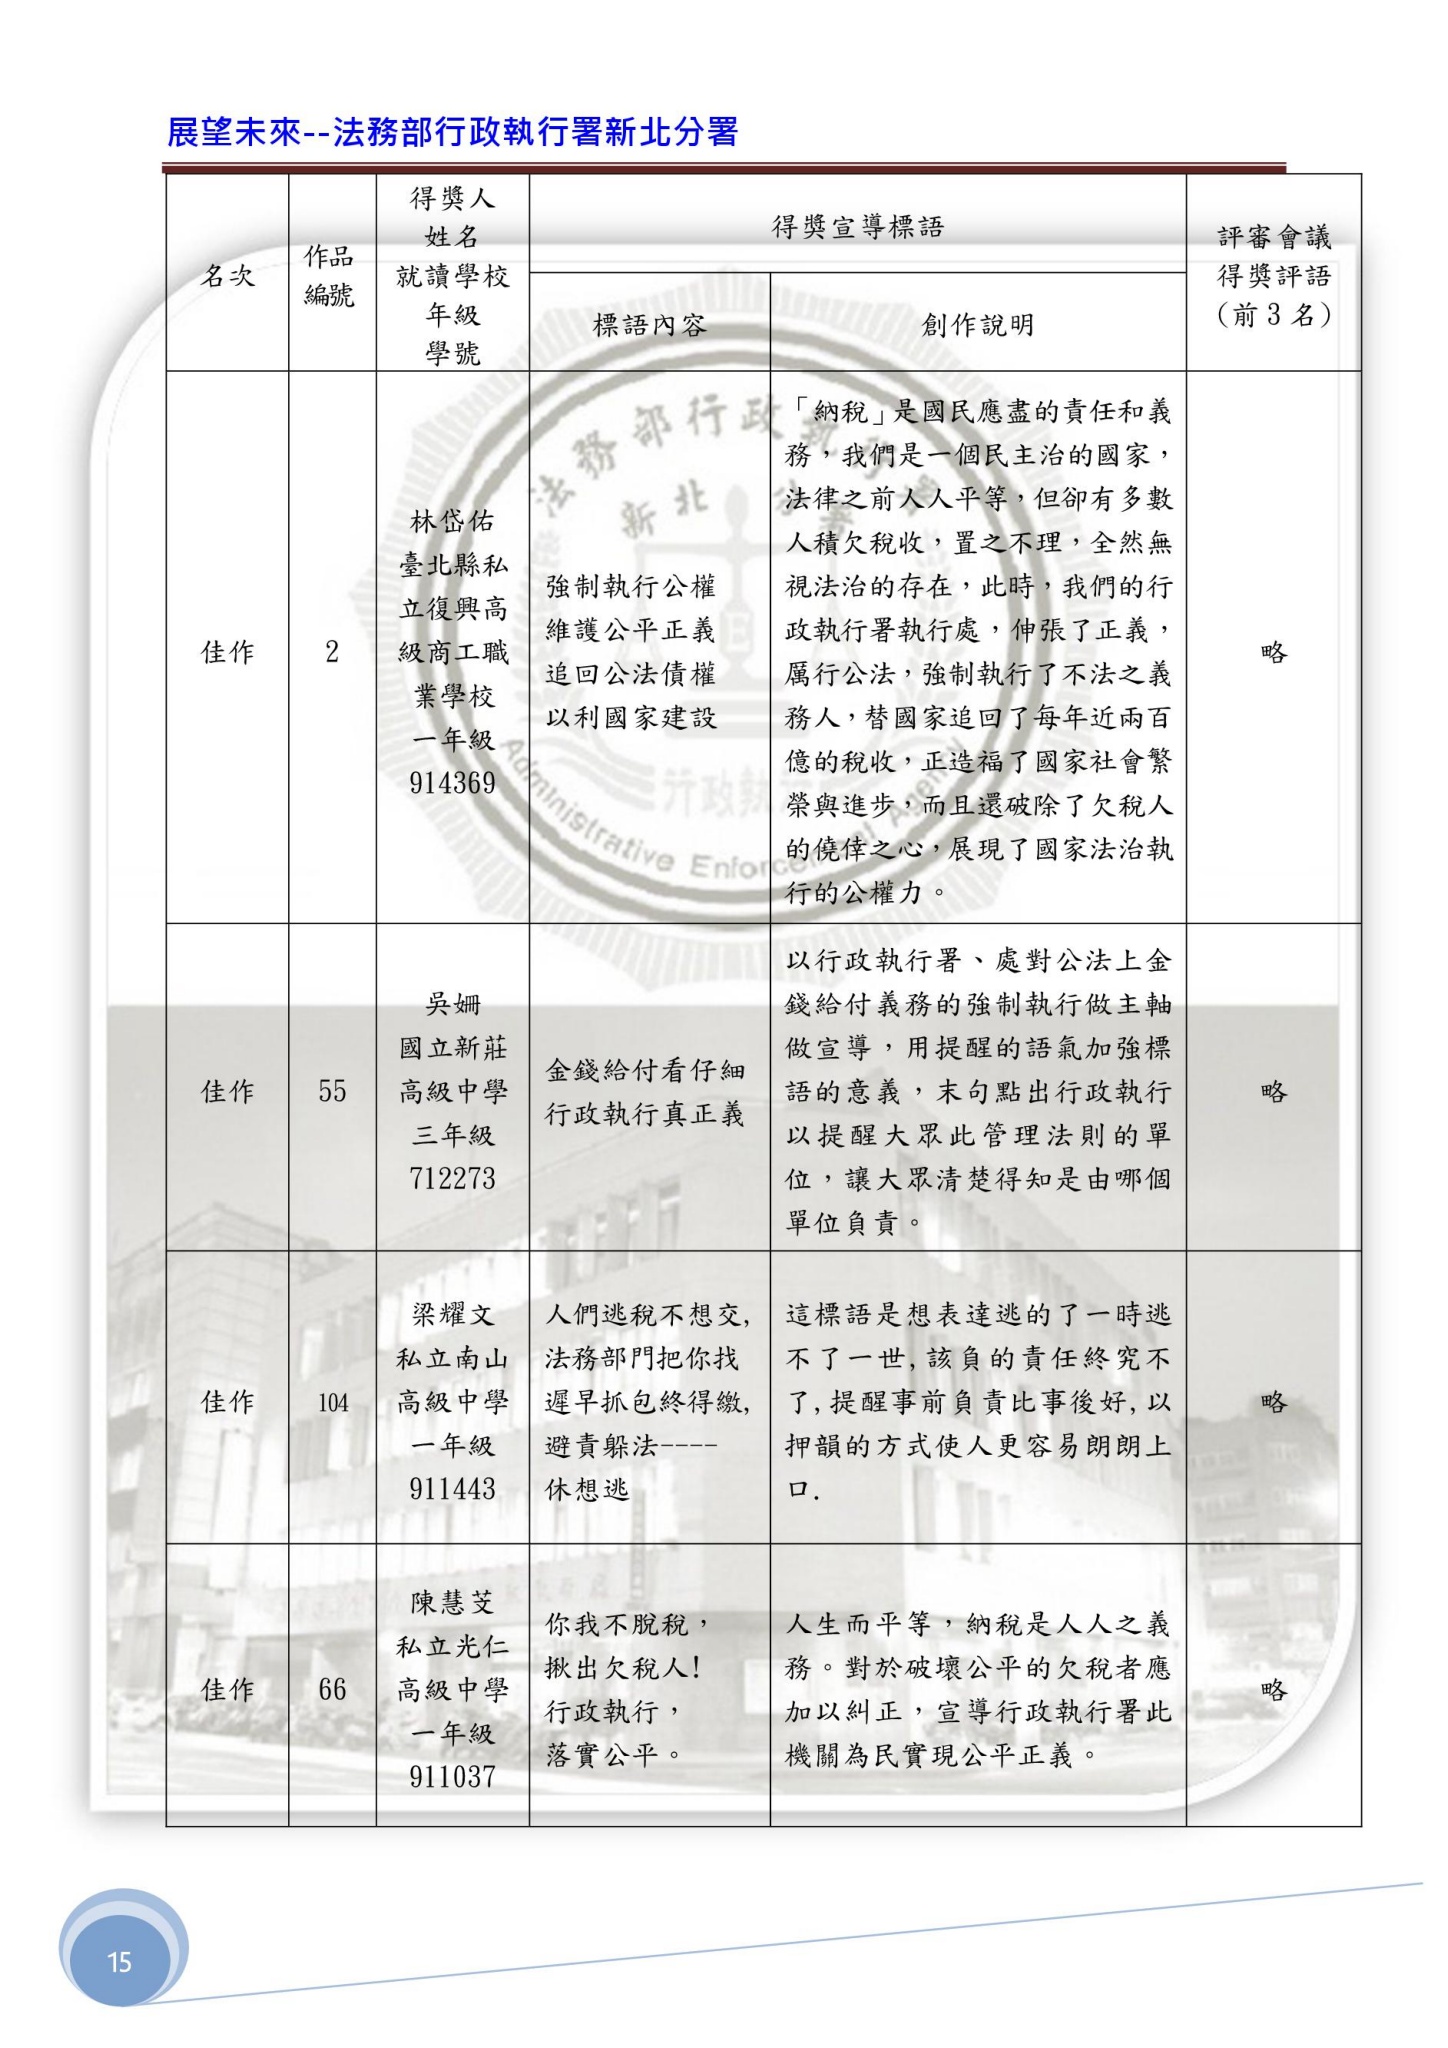 展望未來--法務部行政執行署新北分署
名次
作品
編號
得獎人
姓名
就讀學校
年級
學號
得獎宣導標語
標語內容
創作說明
評審會議
得獎評語
(前3名)
佳作
2
林岱佑
臺北縣私
立復興高
級商工職
業學校
一年級
914369
強制執行公權
維護公平正義
追回公法債權
以利國家建設
「納稅」是國民應盡的責任和義
務，我們是一個民主治的國家，
法律之前人人平等，但卻有多數
人積欠稅收，置之不理，全然無
視法治的存在，此時，我們的行
政執行署執行處，伸張了正義，
厲行公法，強制執行了不法之義
務人，替國家追回了每年近兩百
億的稅收，正造福了國家社會繁
榮與進步，而且還破除了欠稅人
的僥倖之心，展現了國家法治執
行的公權力。
略
佳作
55
吳姍
國立新莊
高級中學
三年級
712273
金錢給付看仔細
行政執行真正義
以行政執行署、處對公法上金
錢給付義務的強制執行做主軸
做宣導，用提醒的語氣加強標
語的意義，末句點出行政執行
以提醒大眾此管理法則的單
位，讓大眾清楚得知是由哪個
單位負責。
略
佳作
104
梁耀文
私立南山
高級中學
一年級
911443
人們逃稅不想交,
法務部門把你找
遲早抓包終得繳,
避責躲法----
休想逃
這標語是想表達逃的了一時逃
不了一世,該負的責任終究不
了,提醒事前負責比事後好,以
押韻的方式使人更容易朗朗上
口.
略
佳作
66
陳慧芠
私立光仁
高級中學
一年級
911037
你我不脫稅，
揪出欠稅人!
行政執行，
落實公平。
人生而平等，納稅是人人之義
務。對於破壞公平的欠稅者應
加以糾正，宣導行政執行署此
機關為民實現公平正義。
略
法務部行政執行署
新北分署
Administrative Enforcement Agency
15